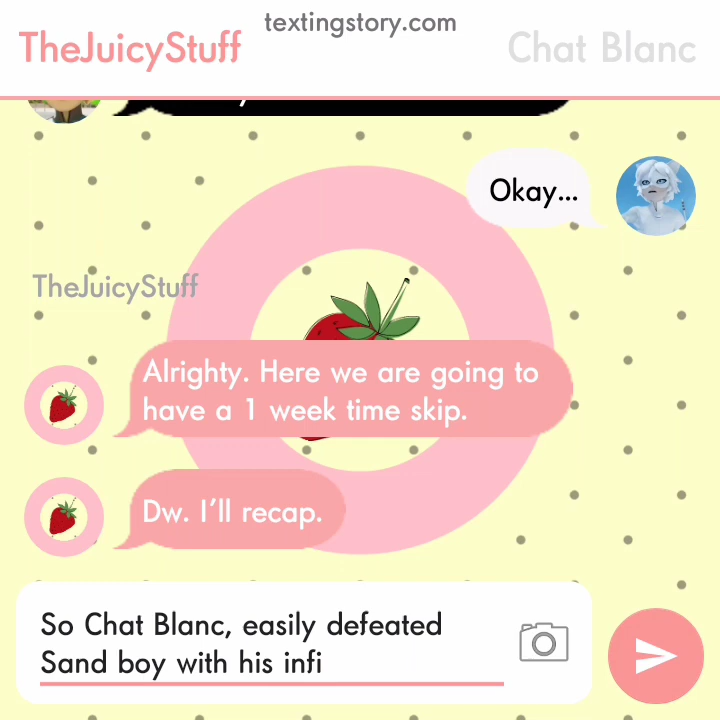 textingstory.com
TheJuicyStuff
Chat Blanc
Okay...
TheJuicyStuff
Alrighty. Here we are going to
have a 1 week time skip.
Dw. I'll recap.
So Chat Blanc, easily defeated
Sand boy with his infi